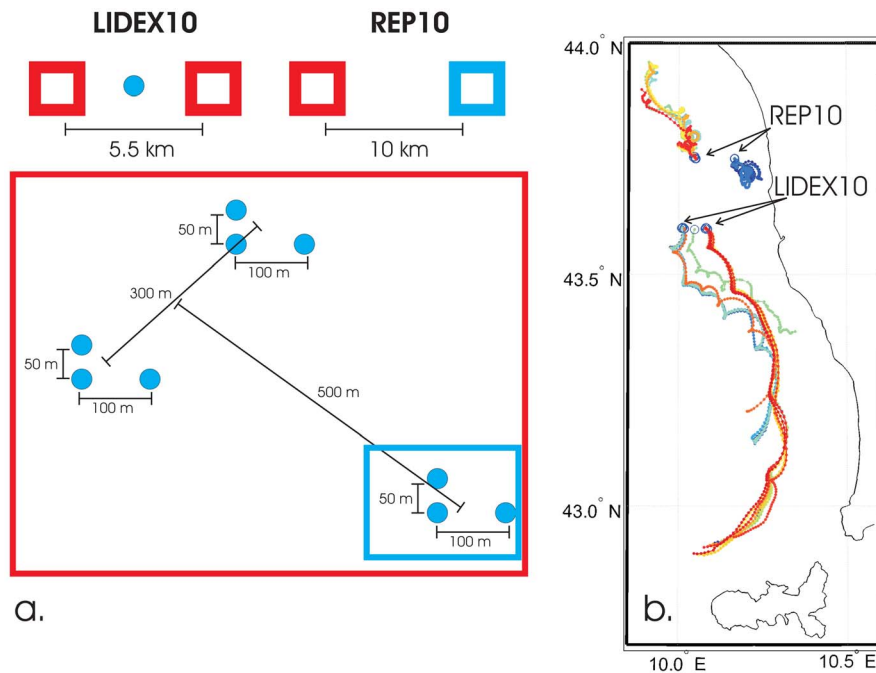 LIDEX10 REP10
5.5 km 10 km
50 m
100 m
300 m
50 m
100 m
500 m
50 m
100 m
a.
44.0° N
REP10
LIDEX10
43.5° N
43.0° N
b.
10.0° E 10.5° E